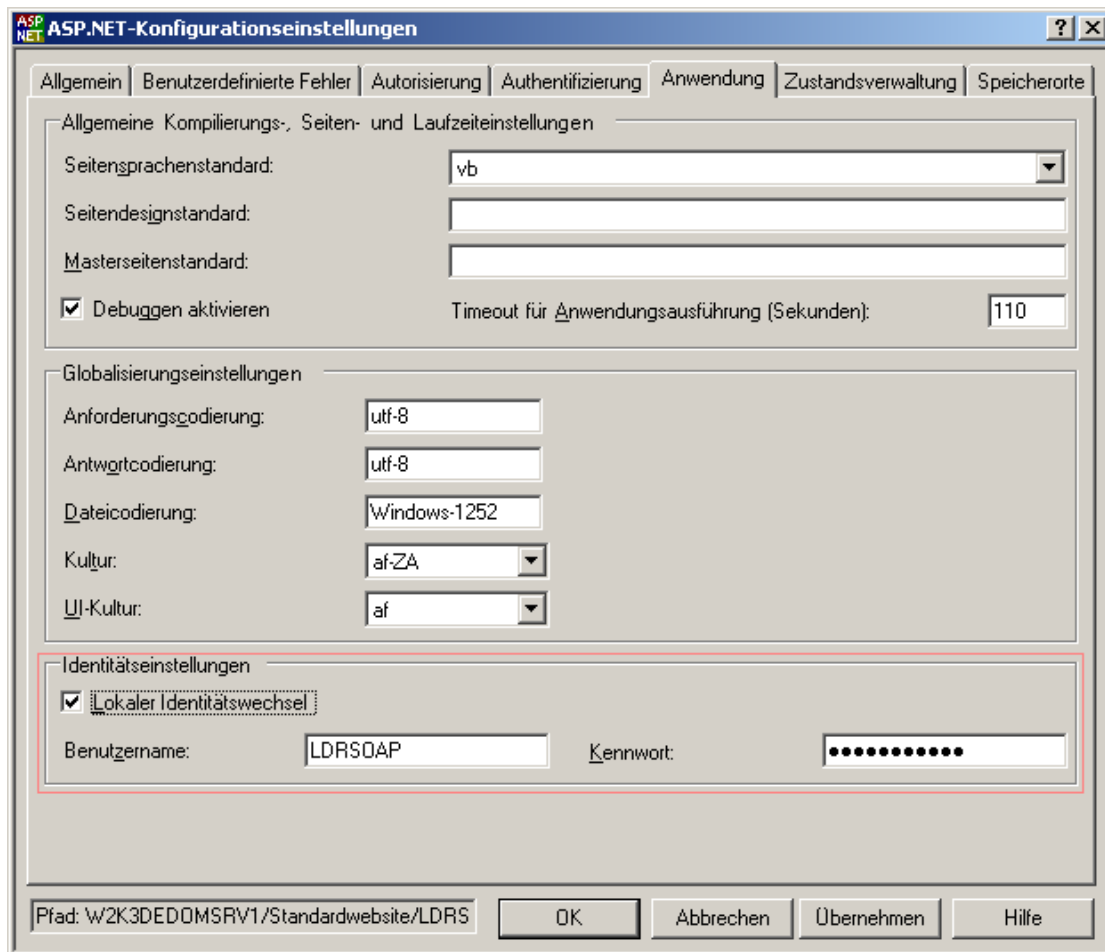 ASP
NET ASP.NET-Konfigurationseinstellungen ? X
Allgemein Benutzerdefinierte Fehler Autorisierung Authentifizierung Anwendung Zustandsverwaltung Speicherorte
Allgemeine Kompilierungs-, Seiten- und Laufzeiteinstellungen
Seitensprachenstandard: vb
Seitendesignstandard:
Masterseitenstandard:
Debuggen aktivieren Timeout für Anwendungsausführung (Sekunden): 110
Globalisierungseinstellungen
Anforderungscodierung: utf-8
Antwortcodierung: utf-8
Dateicodierung: Windows-1252
Kultur: af-ZA
UI-Kultur: af
Identitätseinstellungen
Lokaler Identitätswechsel
Benutzername: LDRSOAP Kennwort: ●●●●●●●●●●●
Pfad: W2K3DEDOMSRV1/Standardwebsite/LDRS OK Abbrechen Übernehmen Hilfe